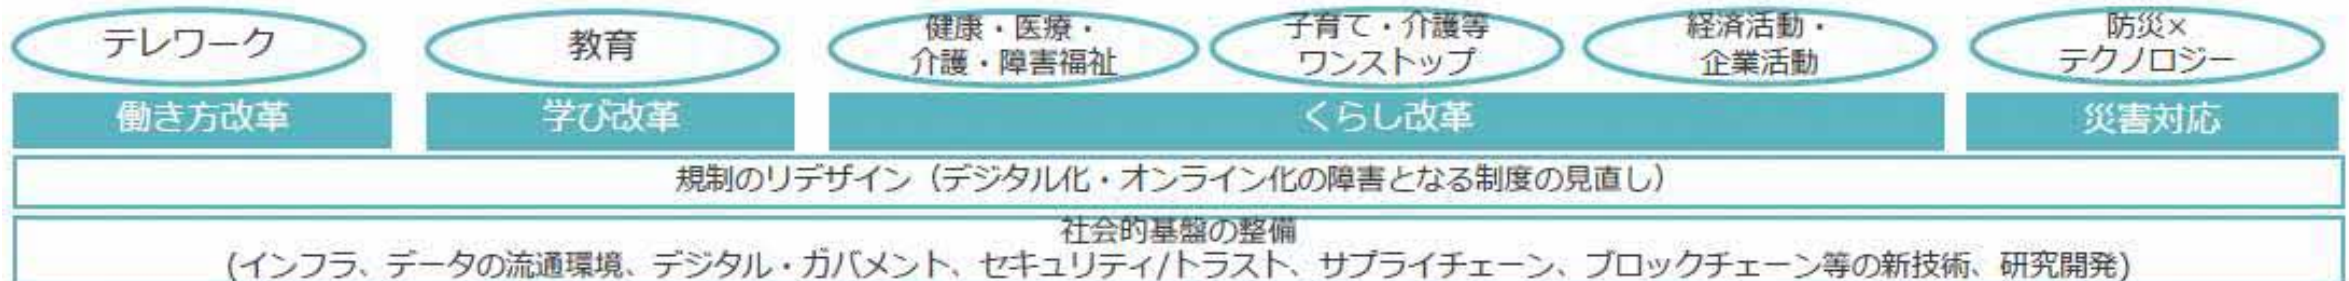 テレワーク
教育
健康・医療・
介護・障害福祉
子育て・介護等
ワンストップ
経済活動・
企業活動
防災×
テクノロジー
働き方改革
学び改革
くらし改革
災害対応
規制のリデザイン（デジタル化・オンライン化の障害となる制度の見直し）
社会的基盤の整備
(インフラ、データの流通環境、デジタル・ガバメント、セキュリティ/トラスト、サプライチェーン、ブロックチェーン等の新技術、研究開発)